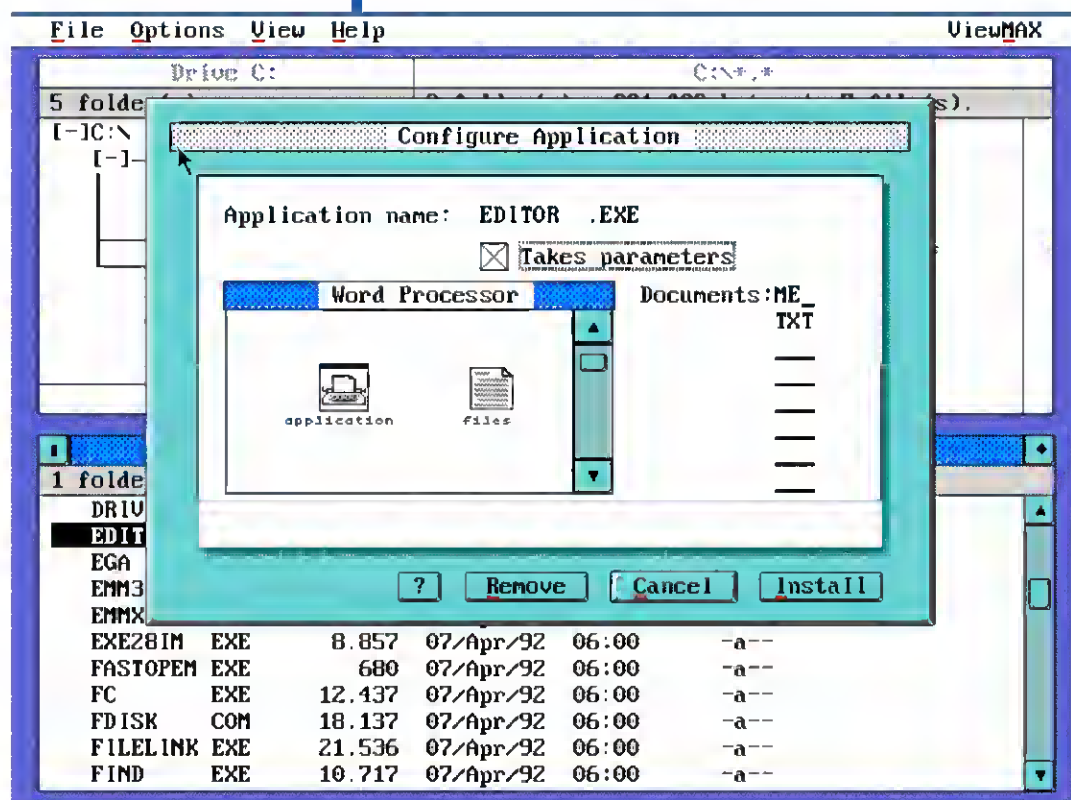 File Options View Help ViewMAX
Drive C: C:\*.*
5 folde s).
[-]C:\
[-]-
Configure Application
Application name: EDITOR .EXE
Takes parameters
Word Processor Documents:ME_
TXT
application files
1 folde
DRIV
EDIT
EGA
EMM3
EMMX
? Remove Cancel Install
EXE2BIN EXE 8.857 07/Apr/92 06:00 -a--
FASTOPEN EXE 680 07/Apr/92 06:00 -a--
FC EXE 12.437 07/Apr/92 06:00 -a--
FDISK COM 18.137 07/Apr/92 06:00 -a--
FILELINK EXE 21.536 07/Apr/92 06:00 -a--
FIND EXE 10.717 07/Apr/92 06:00 -a--